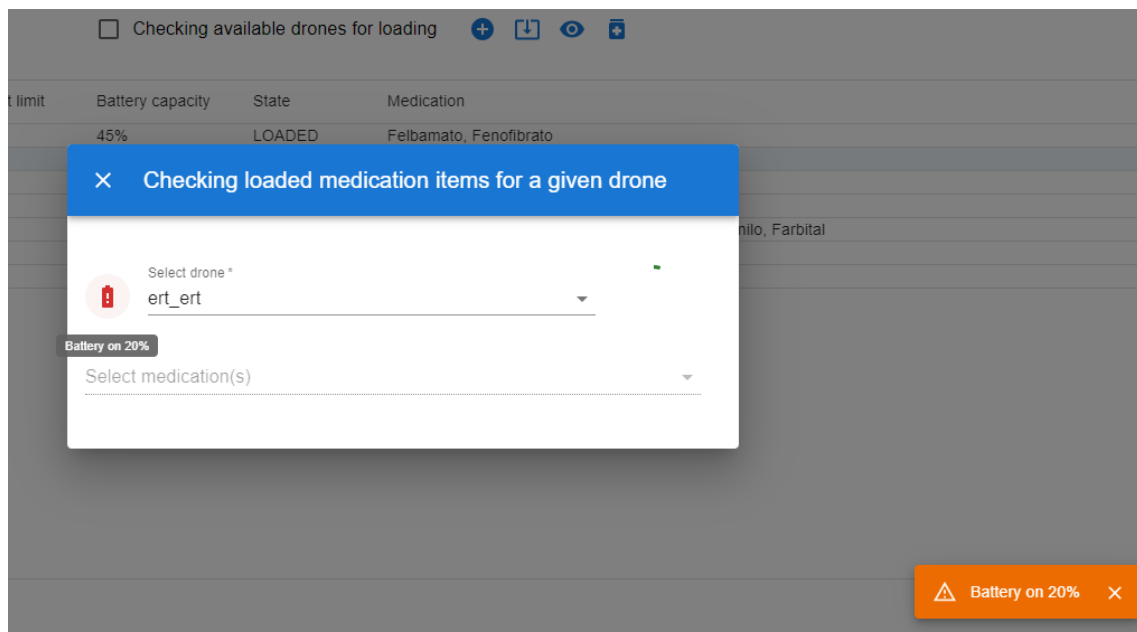 Checking available drones for loading
t limit Battery capacity State Medication
45% LOADED Felbamato, Fenofibrato
Checking loaded medication items for a given drone
nilo, Farbital
Select drone *
ert_ert
Battery on 20%
Select medication(s)
Battery on 20%